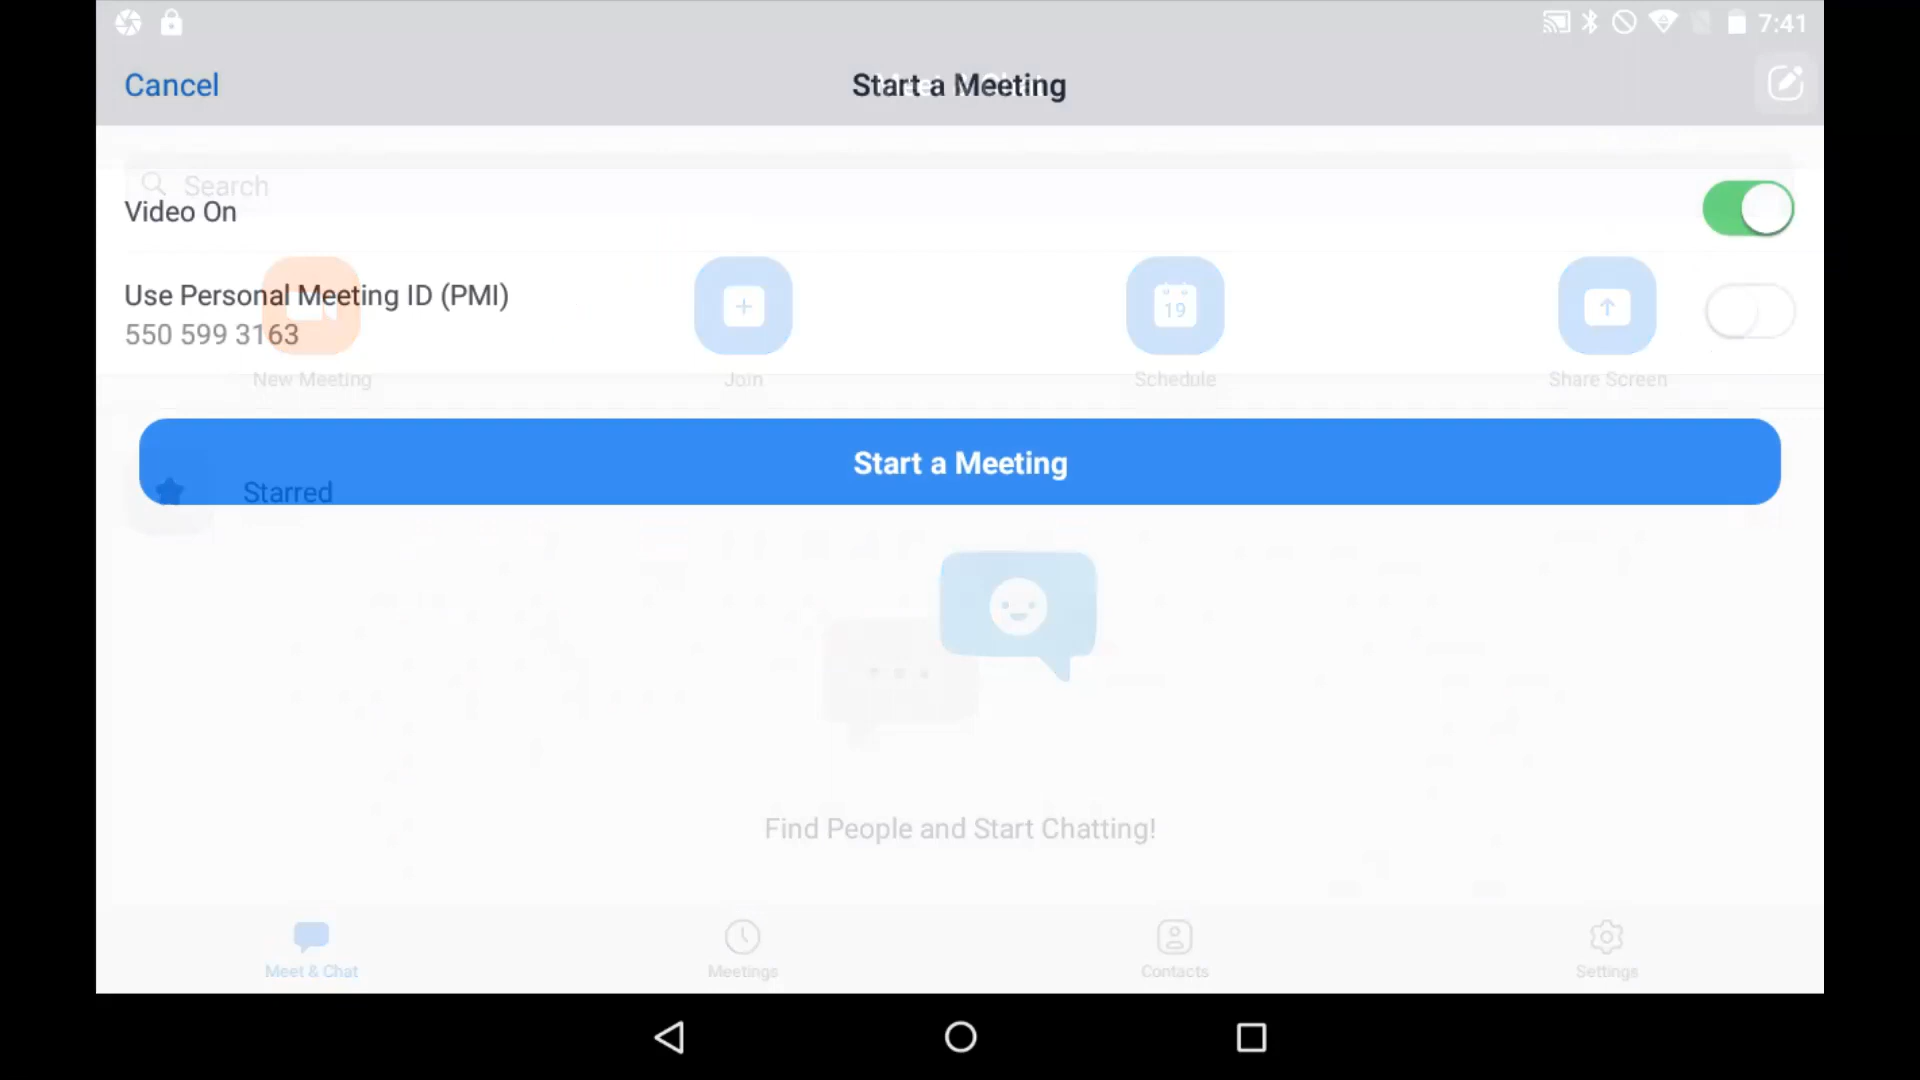 7:41
Cancel
Start a Meeting
Search
Video On
Use Personal Meeting ID (PMI)
550 599 3163
19
New Meeting
Join
Schedule
Share Screen
Start a Meeting
Starred
Find People and Start Chatting!
Meet & Chat
Meetings
Contacts
Settings